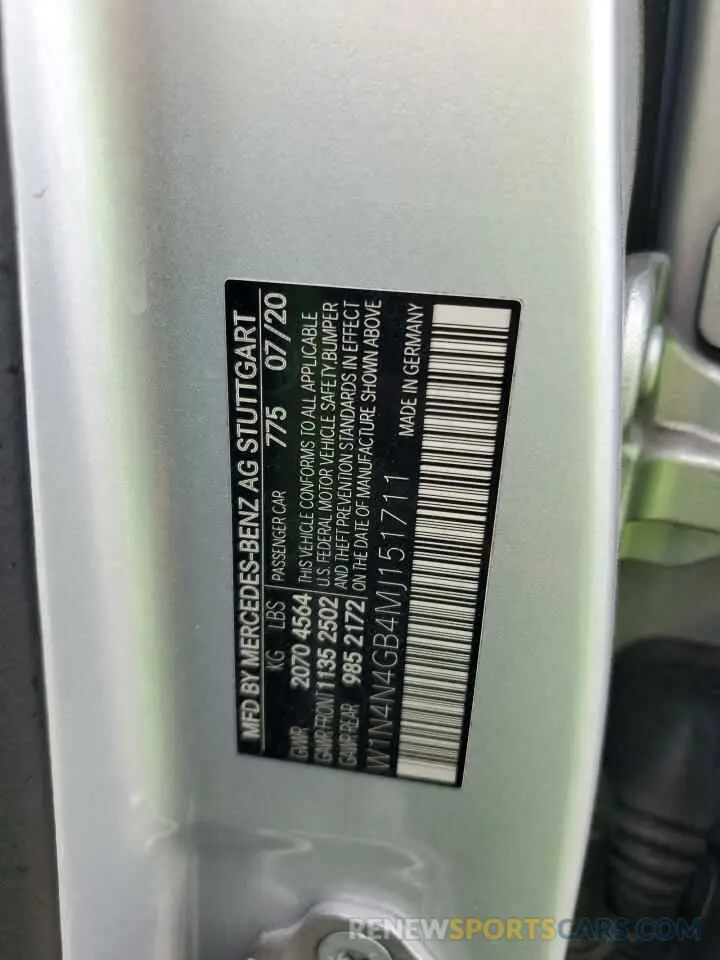 MFD BY MERCEDES-BENZ AG STUTTGART
KG LBS PASSENGER CAR 775 07/20
GVWR 2070 4564 THIS VEHICLE CONFORMS TO ALL APPLICABLE
GAWR FRONT 1135 2502 U.S. FEDERAL MOTOR VEHICLE SAFETY, BUMPER
GAWR REAR 985 2172 AND THEFT PREVENTION STANDARDS IN EFFECT
ON THE DATE OF MANUFACTURE SHOWN ABOVE
W1N4N4GB4MJ151711 MADE IN GERMANY
RENEWSPORTSCARS.COM